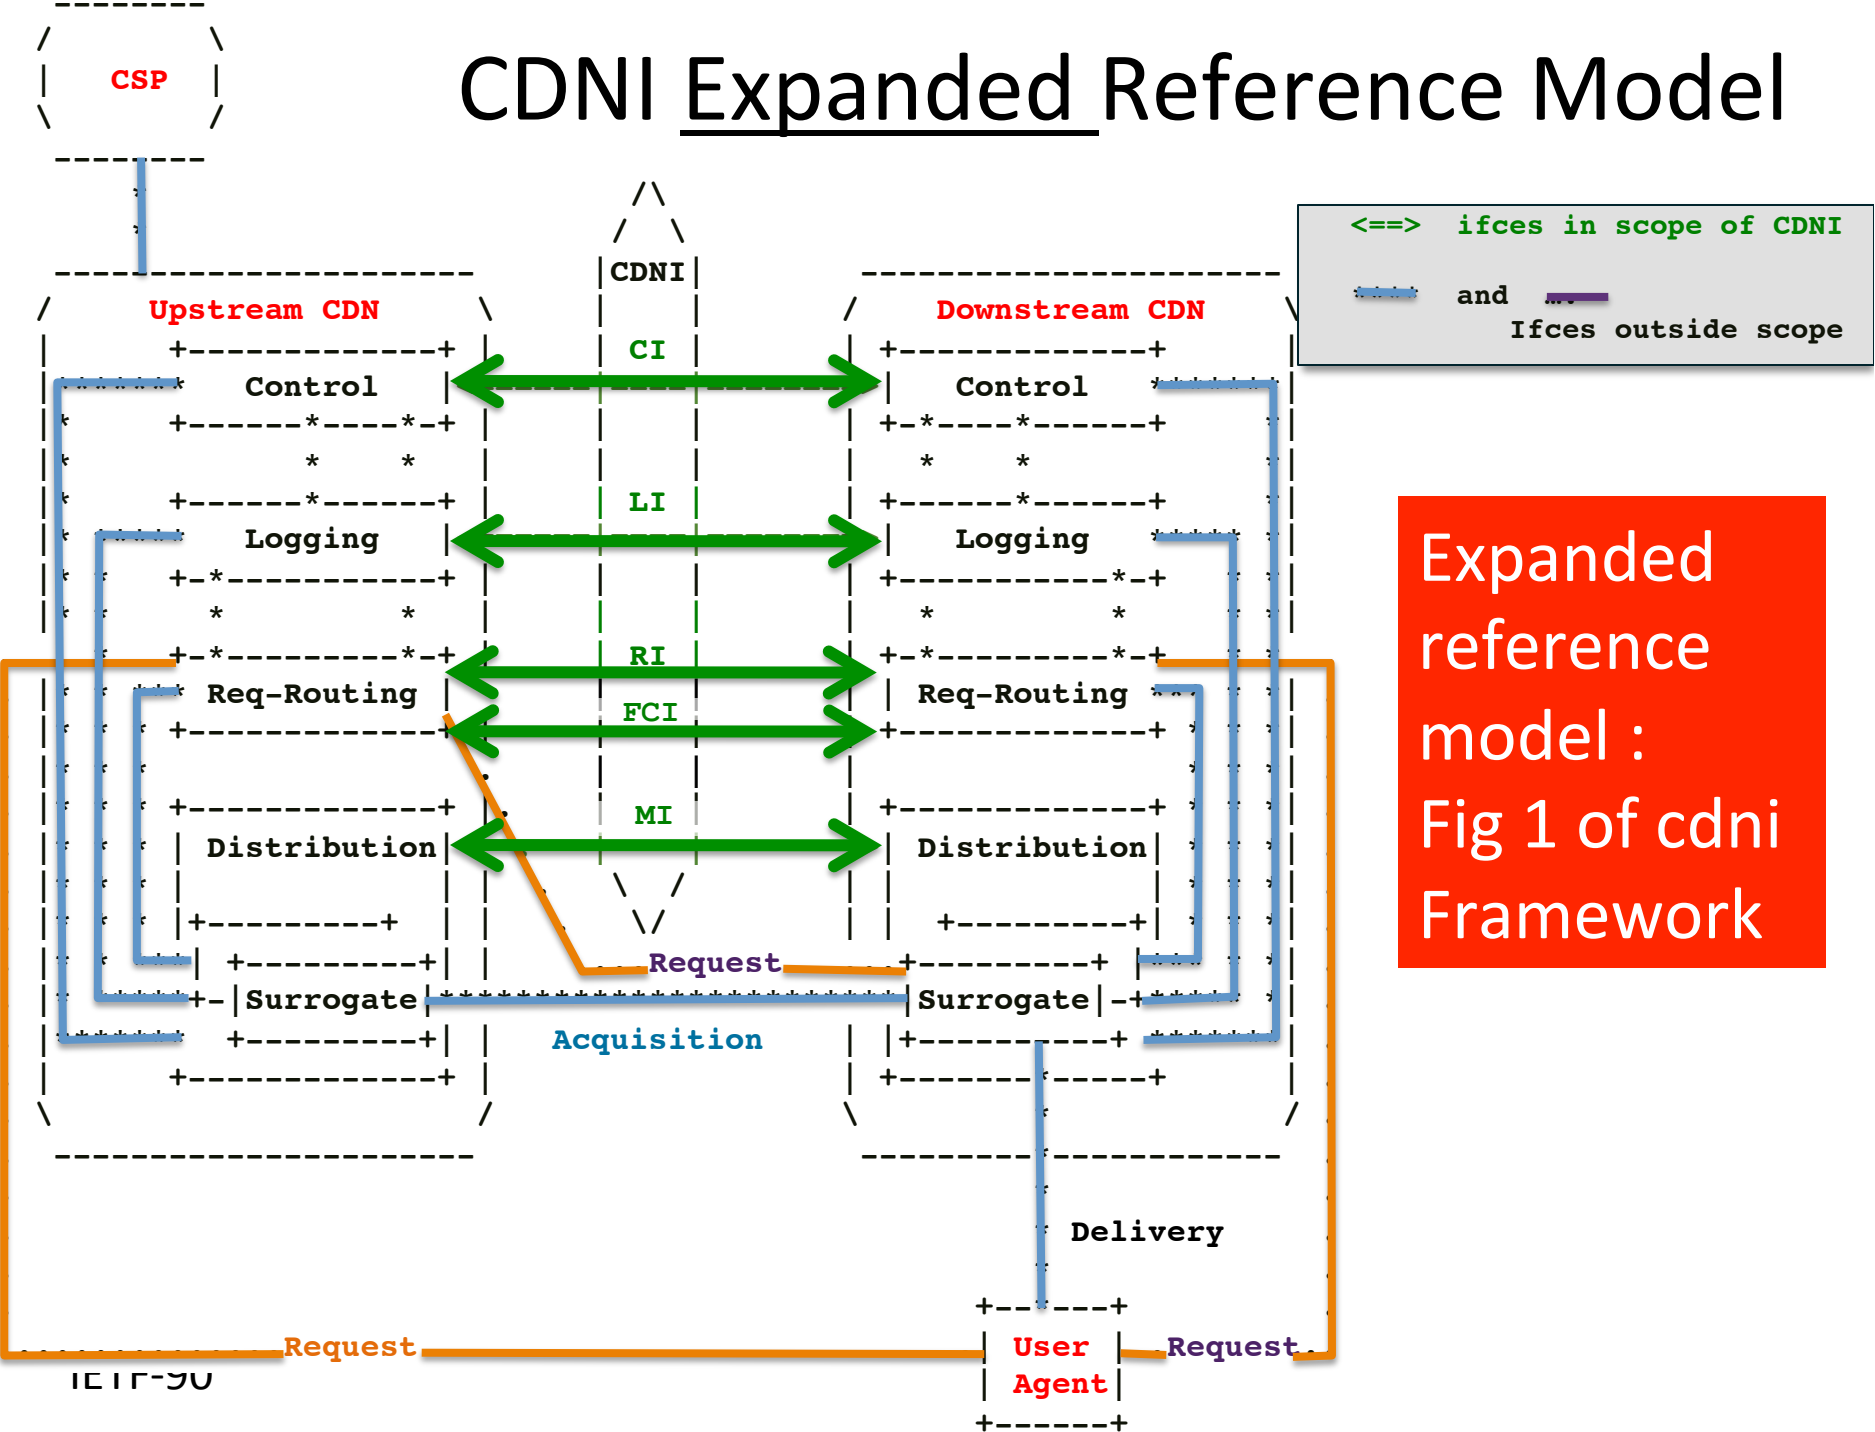 CSP
CDNI Expanded Reference Model
<==> ifces in scope of CDNI
**** and ....
Ifces outside scope
CDNI
Upstream CDN
Downstream CDN
CI
Control
Control
LI
Logging
Logging
RI
Req-Routing
Req-Routing
FCI
MI
Distribution
Distribution
Request
Surrogate
Surrogate
Acquisition
Expanded
reference
model :
Fig 1 of cdni
Framework
Delivery
Request
User
Agent
Request
IETF-90